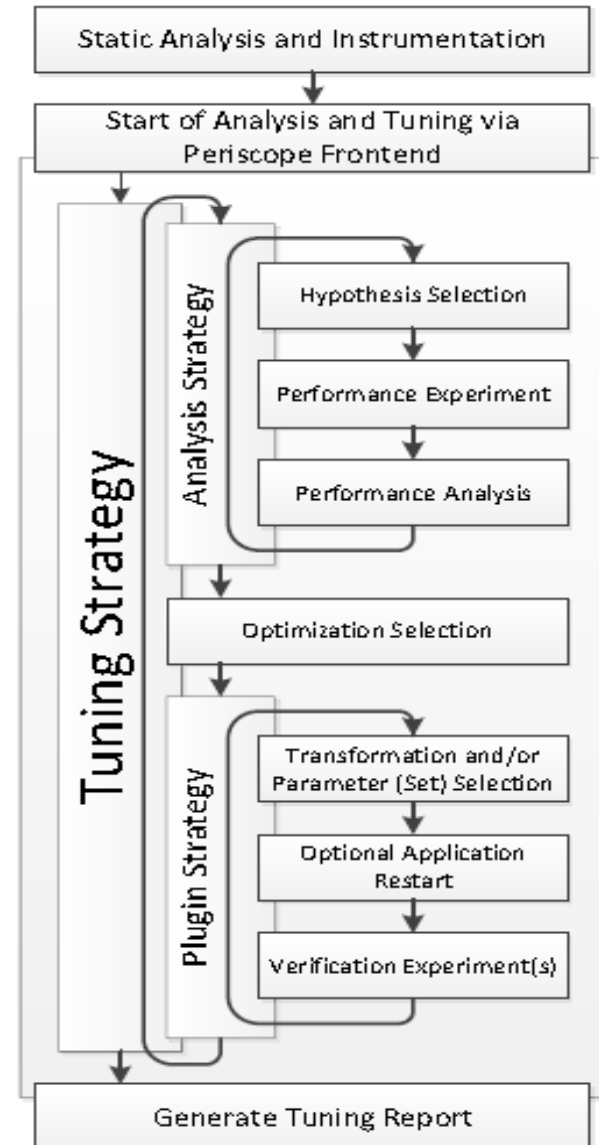 Static Analysis and Instrumentation
Start of Analysis and Tuning via
Periscope Frontend
Tuning Strategy
Analysis Strategy
Hypothesis Selection
Performance Experiment
Performance Analysis
Optimization Selection
Plugin Strategy
Transformation and/or
Parameter (Set) Selection
Optional Application
Restart
Verification Experiment(s)
Generate Tuning Report